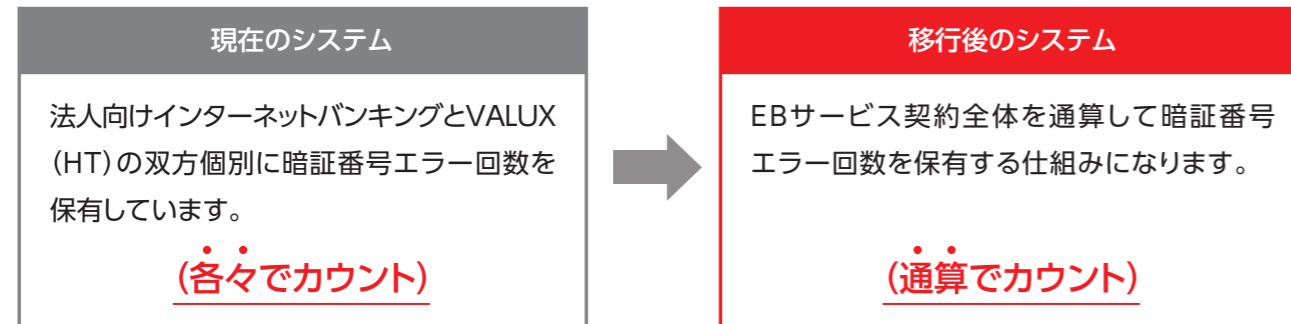 現在のシステム
法人向けインターネットバンキングとVALUX
(HT)の双方個別に暗証番号エラー回数を
保有しています。
(各々でカウント)
移行後のシステム
EBサービス契約全体を通算して暗証番号
エラー回数を保有する仕組みになります。
(通算でカウント)